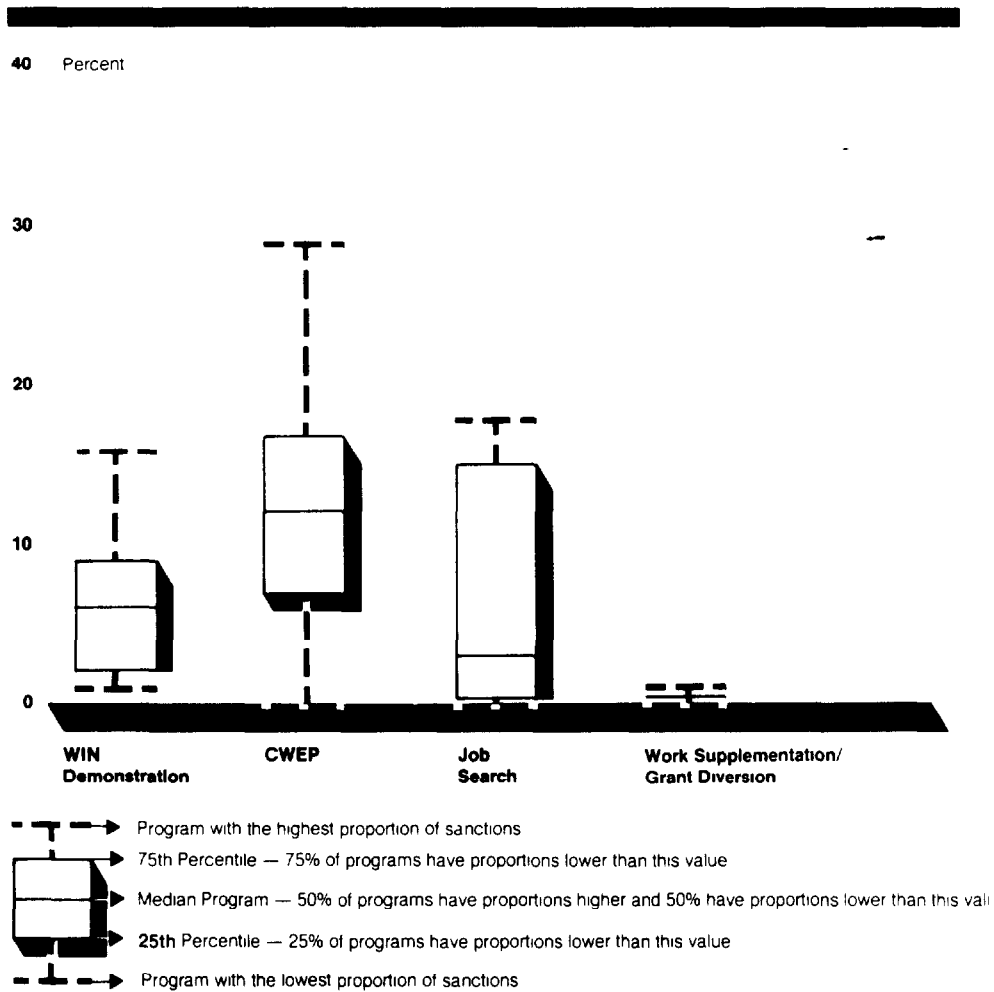 40 Percent
30
20
10
0
WIN
Demonstration
CWEP
Job
Search
Work Supplementation/
Grant Diversion
Program with the highest proportion of sanctions
75th Percentile — 75% of programs have proportions lower than this value
Median Program — 50% of programs have proportions higher and 50% have proportions lower than this val
25th Percentile — 25% of programs have proportions lower than this value
Program with the lowest proportion of sanctions